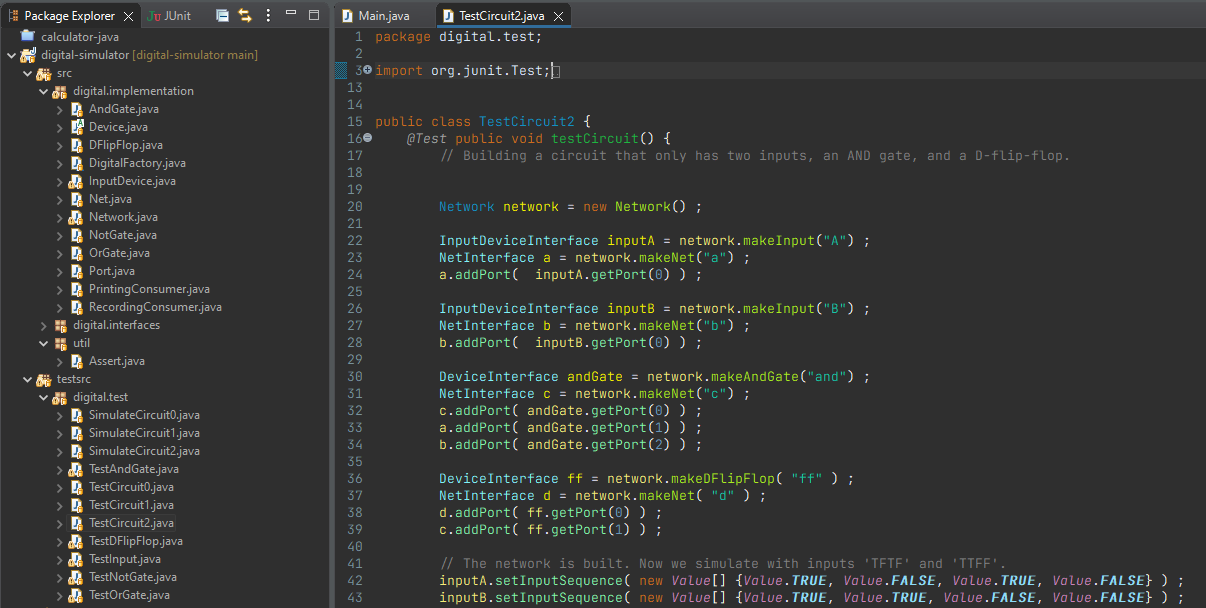 Package Explorer
JUnit
calculator-java
digital-simulator [digital-simulator main]
src
digital.implementation
AndGate.java
Device.java
DFlipFlop.java
DigitalFactory.java
InputDevice.java
Net.java
Network.java
NotGate.java
OrGate.java
Port.java
PrintingConsumer.java
RecordingConsumer.java
digital.interfaces
util
Assert.java
testsrc
digital.test
SimulateCircuit0.java
SimulateCircuit1.java
SimulateCircuit2.java
TestAndGate.java
TestCircuit0.java
TestCircuit1.java
TestCircuit2.java
TestDFlipFlop.java
TestInput.java
TestNotGate.java
TestOrGate.java
Main.java
TestCircuit2.java
1 package digital.test;
2
3 import org.junit.Test;
13
14
15 public class TestCircuit2 {
16 @Test public void testCircuit() {
17 // Building a circuit that only has two inputs, an AND gate, and a D-flip-flop.
18
19
20 Network network = new Network() ;
21
22 InputDeviceInterface inputA = network.makeInput("A") ;
23 NetInterface a = network.makeNet("a") ;
24 a.addPort(  inputA.getPort(0) ) ;
25
26 InputDeviceInterface inputB = network.makeInput("B") ;
27 NetInterface b = network.makeNet("b") ;
28 b.addPort(  inputB.getPort(0) ) ;
29
30 DeviceInterface andGate = network.makeAndGate("and") ;
31 NetInterface c = network.makeNet("c") ;
32 c.addPort( andGate.getPort(0) ) ;
33 a.addPort( andGate.getPort(1) ) ;
34 b.addPort( andGate.getPort(2) ) ;
35
36 DeviceInterface ff = network.makeDFlipFlop( "ff" ) ;
37 NetInterface d = network.makeNet( "d" ) ;
38 d.addPort( ff.getPort(0) ) ;
39 c.addPort( ff.getPort(1) ) ;
40
41 // The network is built. Now we simulate with inputs 'TFTF' and 'TTFF'.
42 inputA.setInputSequence( new Value[] {Value.TRUE, Value.FALSE, Value.TRUE, Value.FALSE} ) ;
43 inputB.setInputSequence( new Value[] {Value.TRUE, Value.TRUE, Value.FALSE, Value.FALSE} ) ;